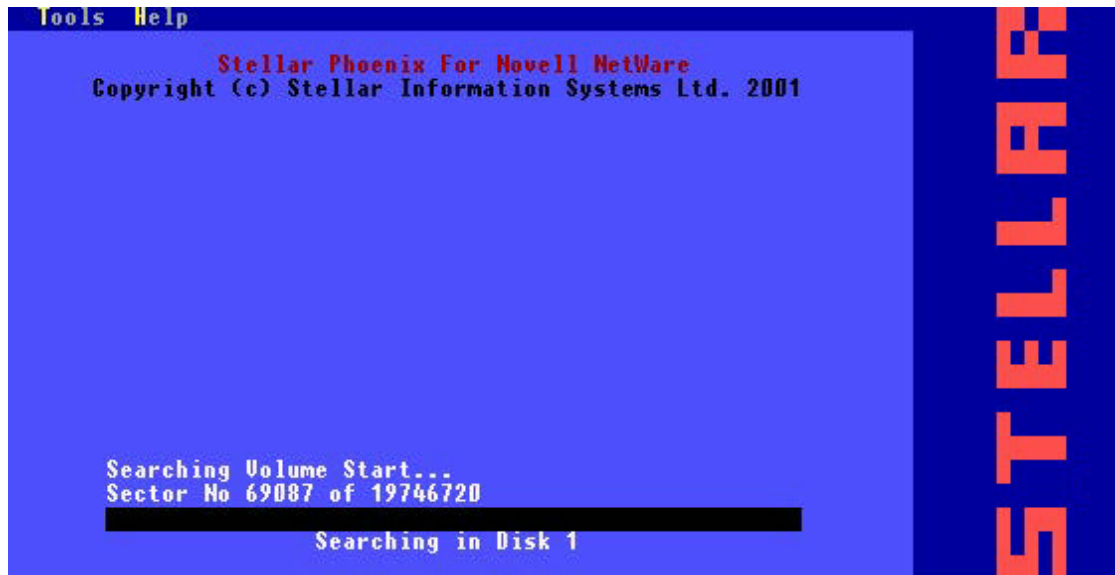 Tools Help
Stellar Phoenix For Novell NetWare
Copyright (c) Stellar Information Systems Ltd. 2001
Searching Volume Start...
Sector No 69087 of 19746720
Searching in Disk 1
STELLAR